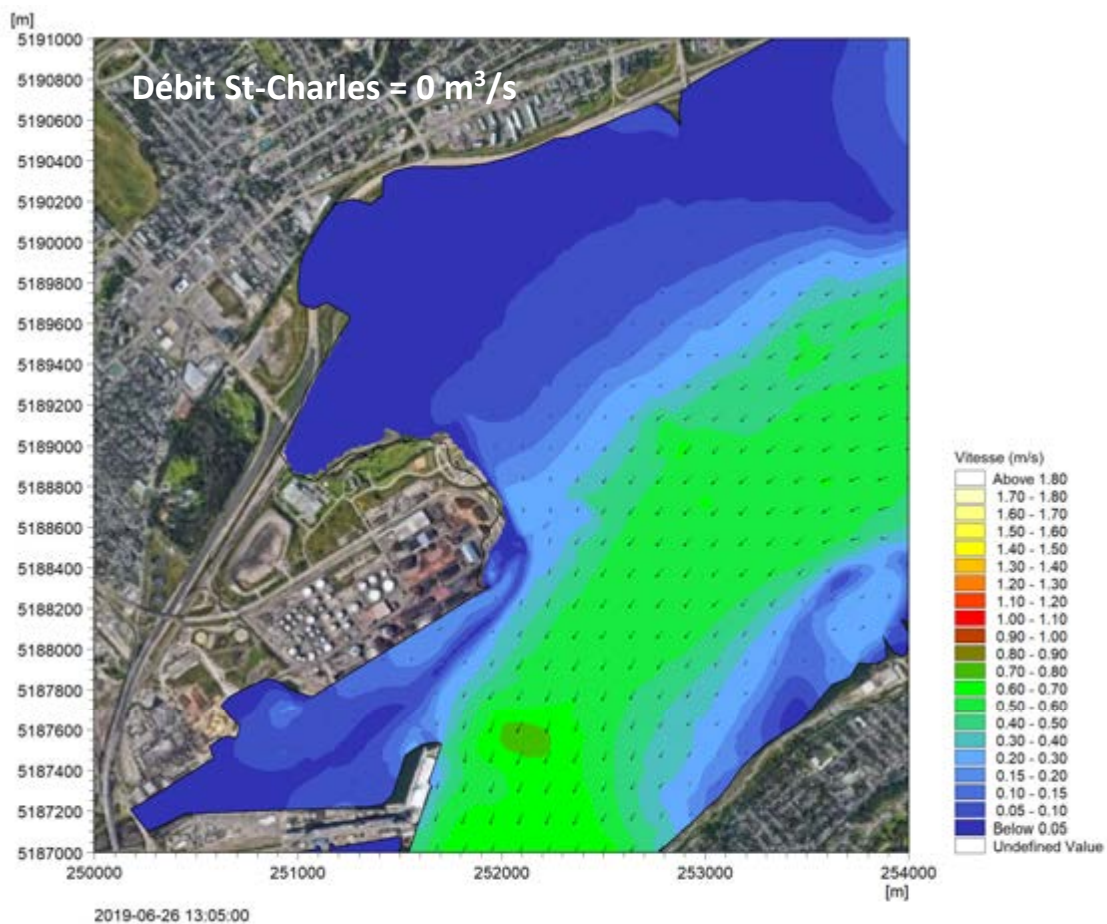 [m]
5191000
5190800
Débit St-Charles = 0 m³/s
5190600
5190400
5190200
5190000
5189800
5189600
5189400
5189200
5189000
5188800
5188600
5188400
5188200
5188000
5187800
5187600
5187400
5187200
5187000
250000 251000 252000 253000 254000
[m]
2019-06-26 13:05:00
Vitesse (m/s)
Above 1.80
1.70 - 1.80
1.60 - 1.70
1.50 - 1.60
1.40 - 1.50
1.30 - 1.40
1.20 - 1.30
1.10 - 1.20
1.00 - 1.10
0.90 - 1.00
0.80 - 0.90
0.70 - 0.80
0.60 - 0.70
0.50 - 0.60
0.40 - 0.50
0.30 - 0.40
0.20 - 0.30
0.15 - 0.20
0.10 - 0.15
0.05 - 0.10
Below 0.05
Undefined Value